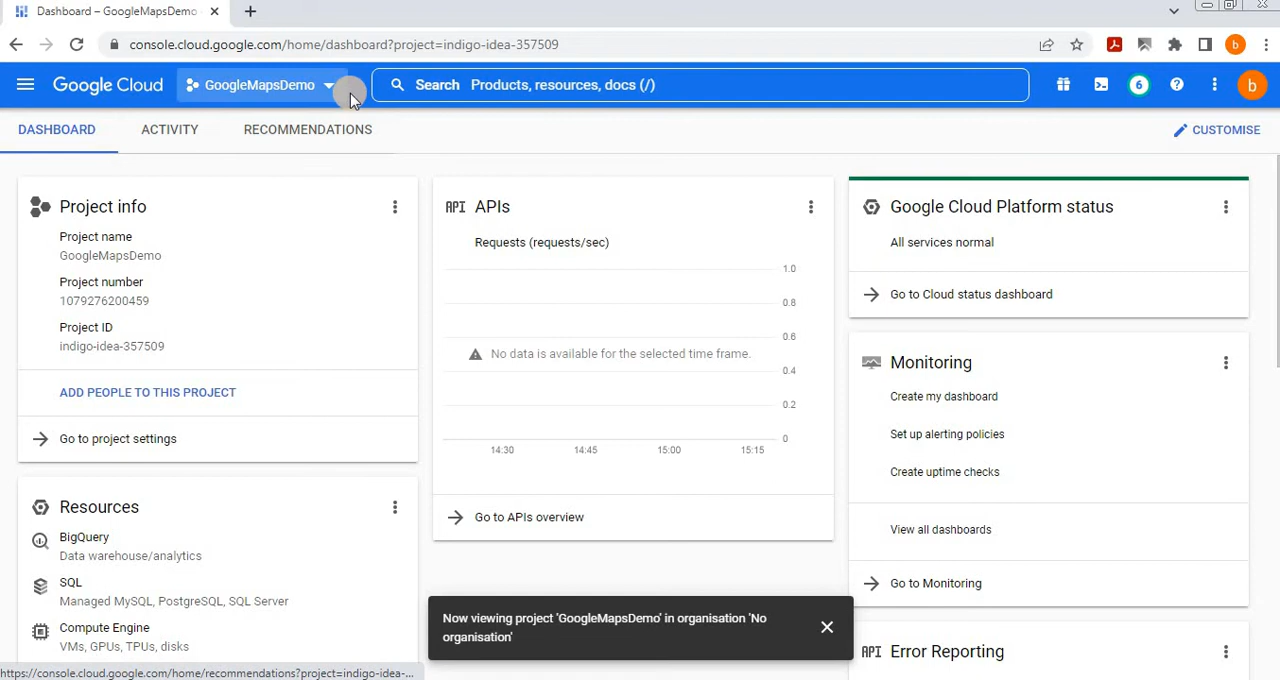 Dashboard – GoogleMapsDemo
console.cloud.google.com/home/dashboard?project=indigo-idea-357509
b
Google Cloud
GoogleMapsDemo
Search Products, resources, docs (/)
6
b
DASHBOARD
ACTIVITY
RECOMMENDATIONS
CUSTOMISE
Project info
Project name
GoogleMapsDemo
Project number
1079276200459
Project ID
indigo-idea-357509
ADD PEOPLE TO THIS PROJECT
Go to project settings
Resources
BigQuery
Data warehouse/analytics
SQL
Managed MySQL, PostgreSQL, SQL Server
Compute Engine
VMs, GPUs, TPUs, disks
API APIs
Requests (requests/sec)
1.0
0.8
0.6
No data is available for the selected time frame.
0.4
0.2
0
14:30 14:45 15:00 15:15
Go to APIs overview
Google Cloud Platform status
All services normal
Go to Cloud status dashboard
Monitoring
Create my dashboard
Set up alerting policies
Create uptime checks
View all dashboards
Go to Monitoring
API Error Reporting
Now viewing project 'GoogleMapsDemo' in organisation 'No
organisation'
https://console.cloud.google.com/home/recommendations?project=indigo-idea-...